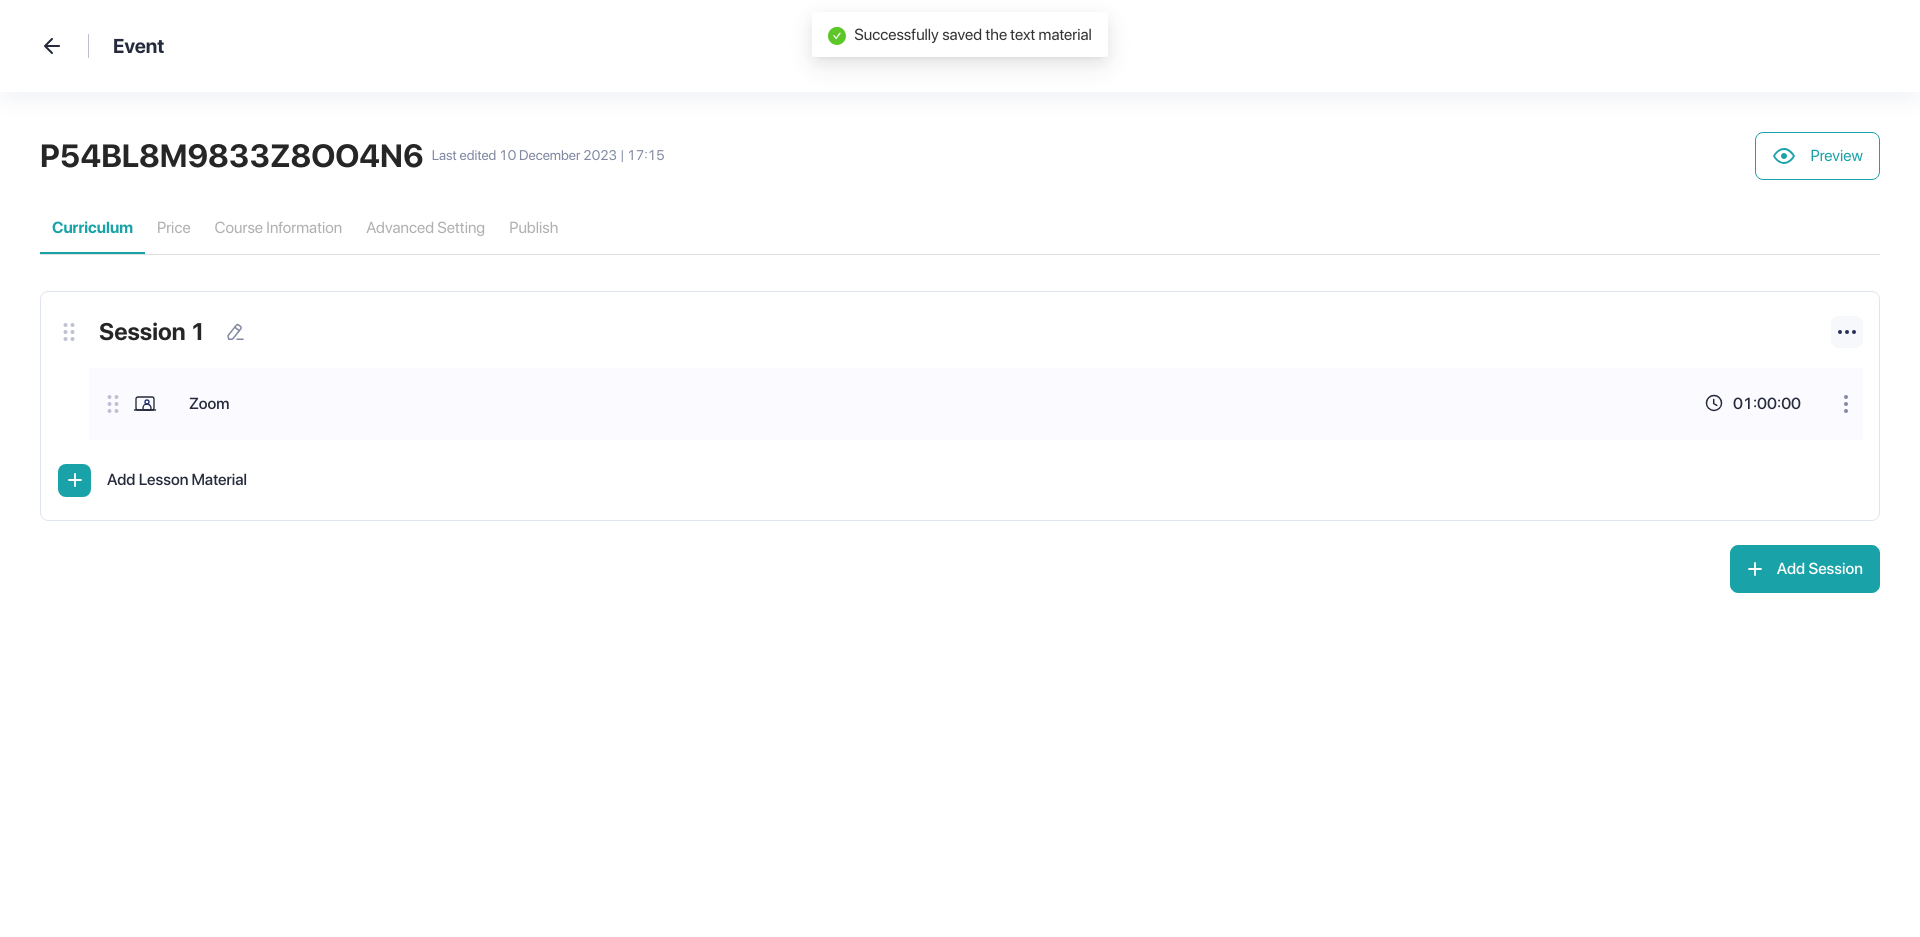 Event
Successfully saved the text material
P54BL8M9833Z8OO4N6 Last edited 10 December 2023 | 17:15
Preview
Curriculum Price Course Information Advanced Setting Publish
Session 1
Zoom 01:00:00
Add Lesson Material
Add Session